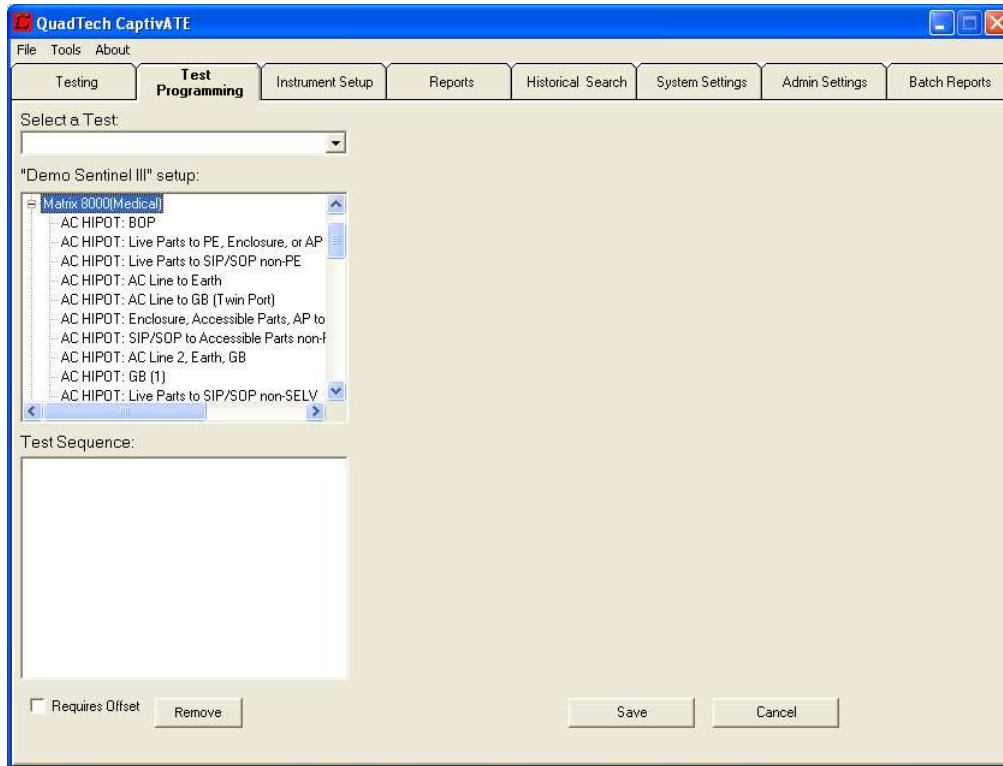 QuadTech CaptivATE
File Tools About
Testing
Test Programming
Instrument Setup
Reports
Historical Search
System Settings
Admin Settings
Batch Reports
Select a Test:
"Demo Sentinel III" setup:
Matrix 8000(Medical)
AC HIPOT: BOP
AC HIPOT: Live Parts to PE, Enclosure, or AP
AC HIPOT: Live Parts to SIP/SOP non-PE
AC HIPOT: AC Line to Earth
AC HIPOT: AC Line to GB (Twin Port)
AC HIPOT: Enclosure, Accessible Parts, AP to
AC HIPOT: SIP/SOP to Accessible Parts non-
AC HIPOT: AC Line 2, Earth, GB
AC HIPOT: GB (1)
AC HIPOT: Live Parts to SIP/SOP non-SELV
Test Sequence:
Requires Offset
Remove
Save
Cancel